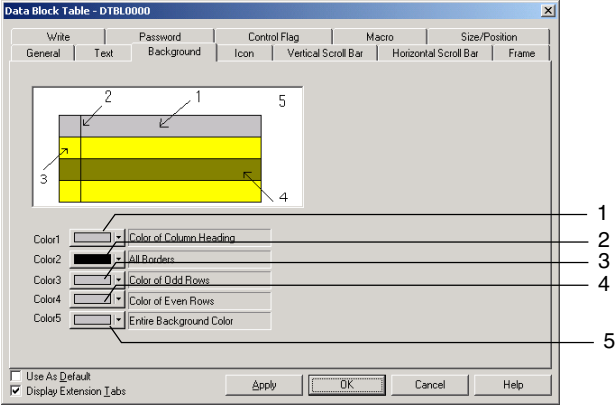 Data Block Table - DTBL0000
Write Password Control Flag Macro Size/Position
General Text Background Icon Vertical Scroll Bar Horizontal Scroll Bar Frame
2 1 5
3
4
1
Color1 Color of Column Heading
2
Color2 All Borders
3
Color3 Color of Odd Rows
4
Color4 Color of Even Rows
Color5 Entire Background Color
5
Use As Default
Display Extension Tabs
Apply OK Cancel Help